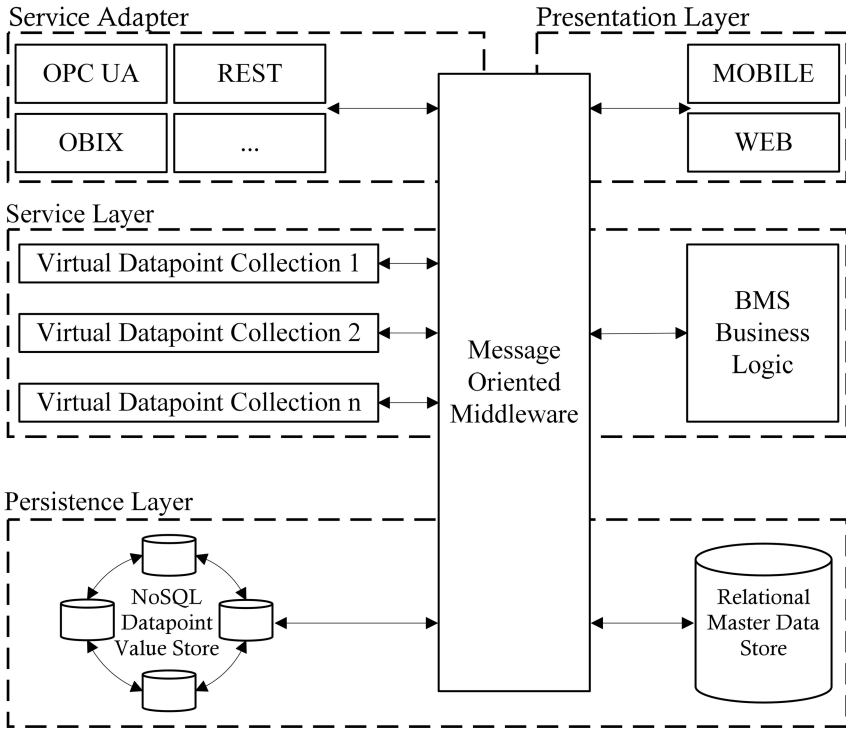 Service Adapter
Presentation Layer
OPC UA
REST
OBIX
...
MOBILE
WEB
Service Layer
Virtual Datapoint Collection 1
Virtual Datapoint Collection 2
Virtual Datapoint Collection n
Message
Oriented
Middleware
BMS
Business
Logic
Persistence Layer
NoSQL
Datapoint
Value Store
Relational
Master Data
Store